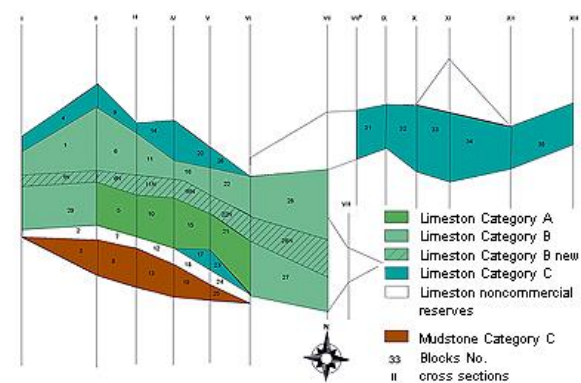 I II III IV V VI VII VII' IX X XI XII XIII
4
9
14
20
26
1
6
11
16
22
28
21
32
33
34
35
29
5
10
15
21
27
2
3
7
8
12
13
17
18
19
23
24
25
VIII
N
Limeston Category A
Limeston Category B
Limeston Category B new
Limeston Category C
Limeston noncommercial
reserves
Mudstone Category C
33 Blocks No.
II cross sections